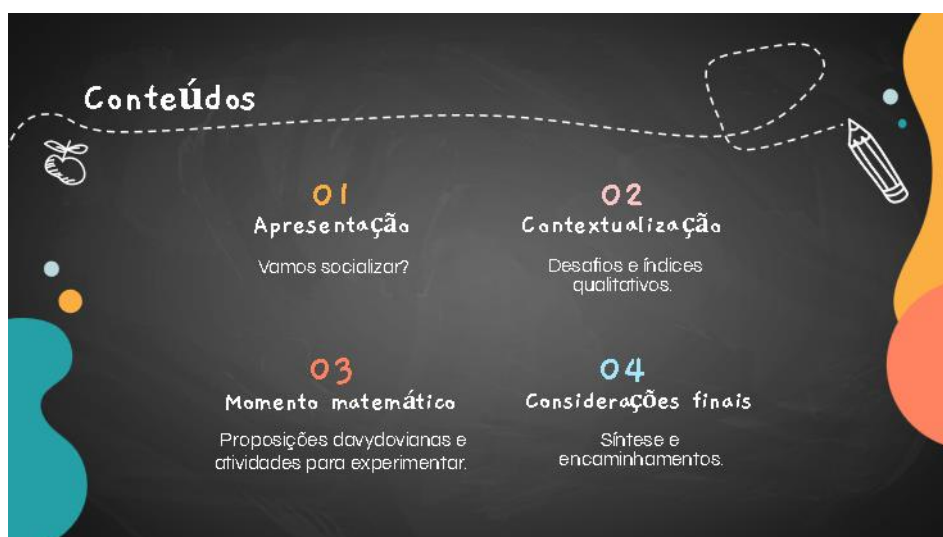 Conteúdos
01
Apresentação
Vamos socializar?
02
Contextualização
Desafios e índices
qualitativos.
03
Momento matemático
Proposições davydovianas e
atividades para experimentar.
04
Considerações finais
Síntese e
encaminhamentos.